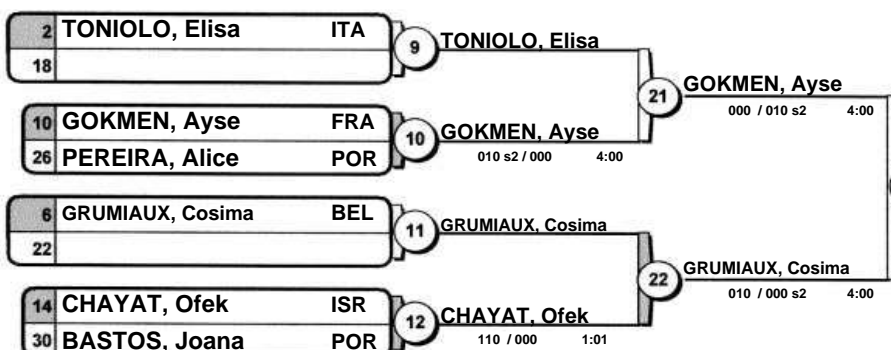 2 TONIOLO, Elisa ITA
18
9 TONIOLO, Elisa
10 GOKMEN, Ayse FRA
26 PEREIRA, Alice POR
10 GOKMEN, Ayse
010 s2 / 000 4:00
21 GOKMEN, Ayse
000 / 010 s2 4:00
6 GRUMIAUX, Cosima BEL
22
11 GRUMIAUX, Cosima
14 CHAYAT, Ofek ISR
30 BASTOS, Joana POR
12 CHAYAT, Ofek
110 / 000 1:01
22 GRUMIAUX, Cosima
010 / 000 s2 4:00